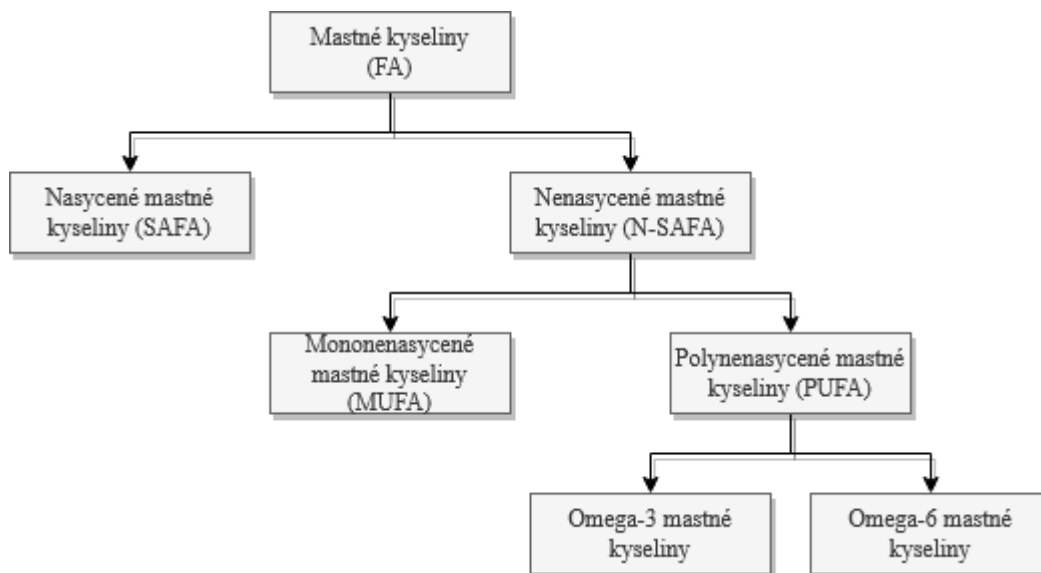 Mastné kyseliny
(FA)
Nasycené mastné
kyseliny (SAFA)
Nenasycené mastné
kyseliny (N-SAFA)
Mononenasycené
mastné kyseliny
(MUFA)
Polynenasycené mastné
kyseliny (PUFA)
Omega-3 mastné
kyseliny
Omega-6 mastné
kyseliny